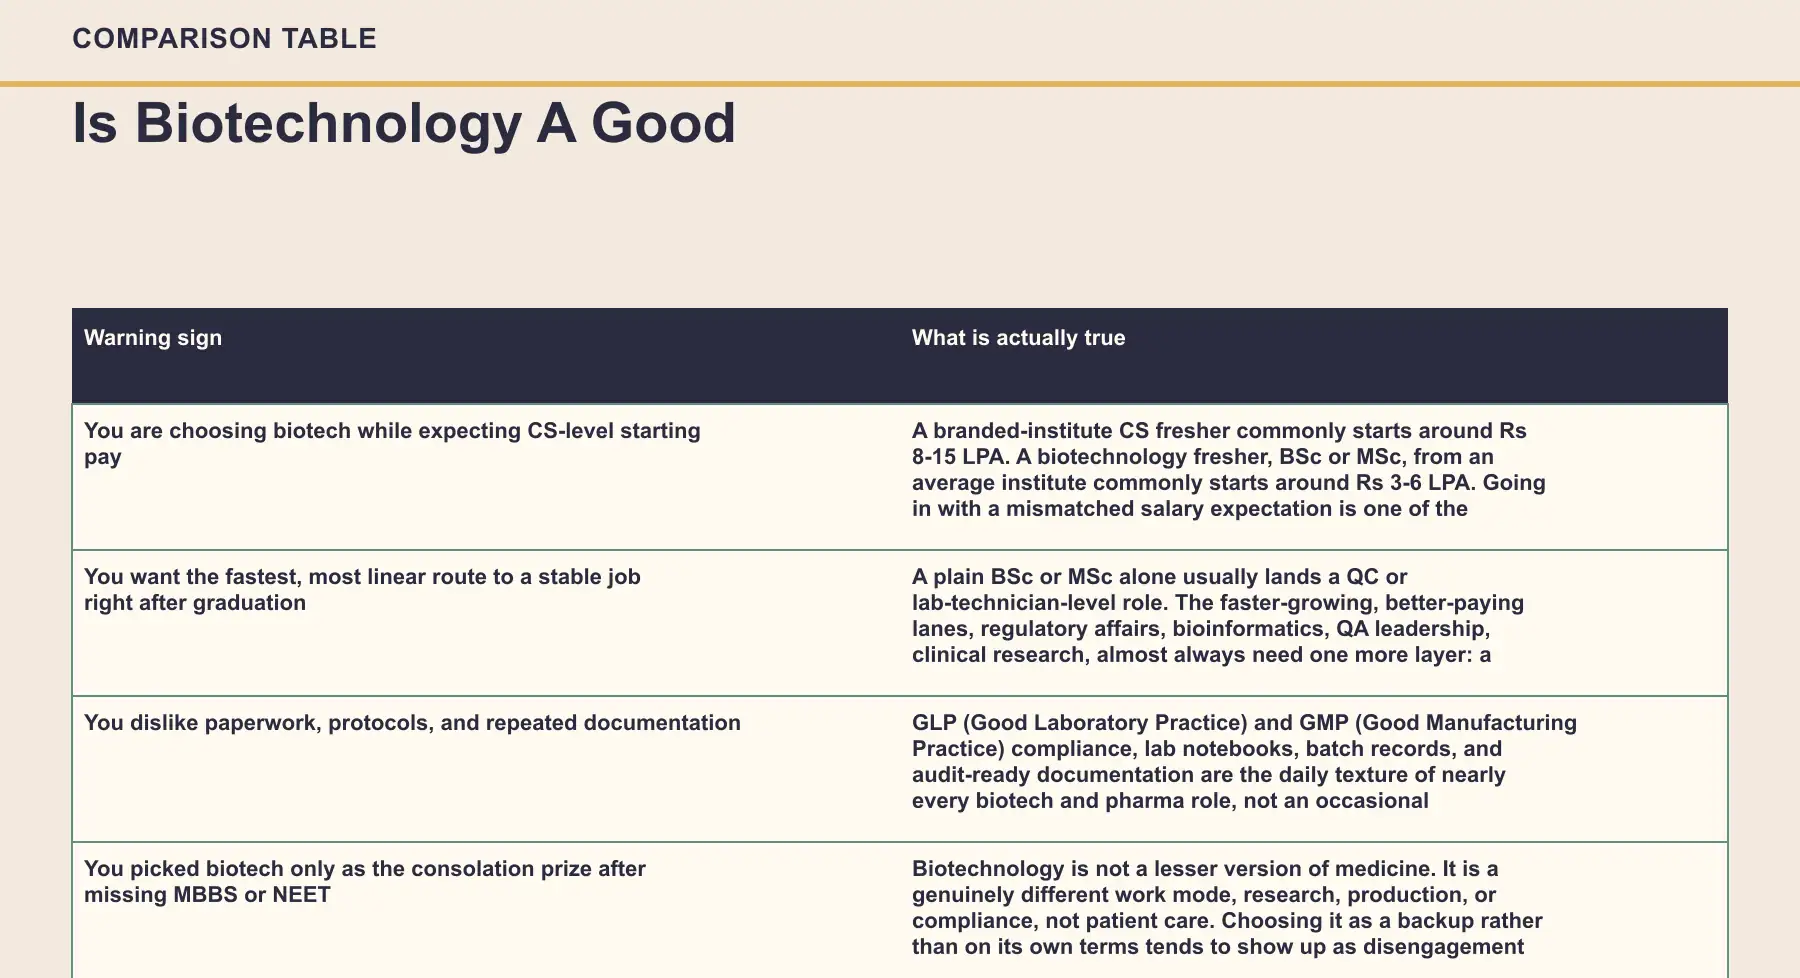 COMPARISON TABLE
Is Biotechnology A Good
Warning sign
What is actually true
You are choosing biotech while expecting CS-level starting
pay
A branded-institute CS fresher commonly starts around Rs
8-15 LPA. A biotechnology fresher, BSc or MSc, from an
average institute commonly starts around Rs 3-6 LPA. Going
in with a mismatched salary expectation is one of the
You want the fastest, most linear route to a stable job
right after graduation
A plain BSc or MSc alone usually lands a QC or
lab-technician-level role. The faster-growing, better-paying
lanes, regulatory affairs, bioinformatics, QA leadership,
clinical research, almost always need one more layer: a
You dislike paperwork, protocols, and repeated documentation
GLP (Good Laboratory Practice) and GMP (Good Manufacturing
Practice) compliance, lab notebooks, batch records, and
audit-ready documentation are the daily texture of nearly
every biotech and pharma role, not an occasional
You picked biotech only as the consolation prize after
missing MBBS or NEET
Biotechnology is not a lesser version of medicine. It is a
genuinely different work mode, research, production, or
compliance, not patient care. Choosing it as a backup rather
than on its own terms tends to show up as disengagement